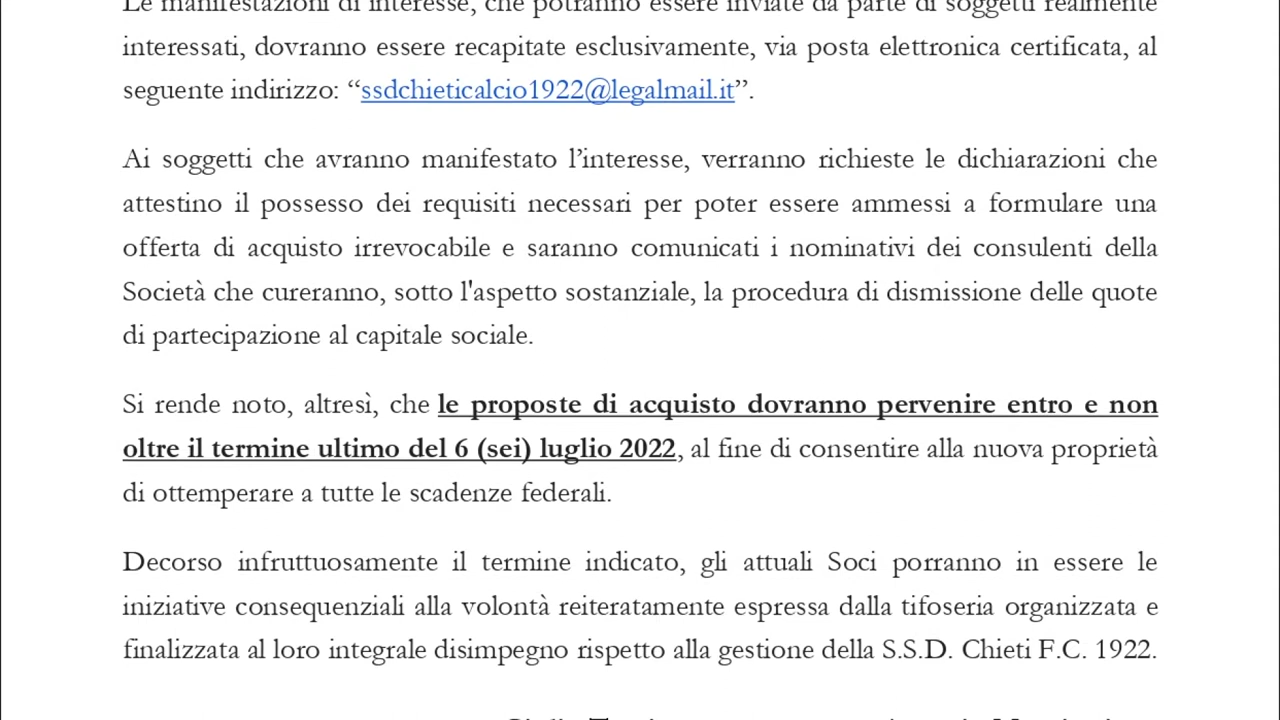 Le manifestazioni di interesse, che potranno essere inviate da parte di soggetti realmente
interessati, dovranno essere recapitate esclusivamente, via posta elettronica certificata, al
seguente indirizzo: “ssdchieticalcio1922@legalmail.it”.
Ai soggetti che avranno manifestato l’interesse, verranno richieste le dichiarazioni che
attestino il possesso dei requisiti necessari per poter essere ammessi a formulare una
offerta di acquisto irrevocabile e saranno comunicati i nominativi dei consulenti della
Società che cureranno, sotto l'aspetto sostanziale, la procedura di dismissione delle quote
di partecipazione al capitale sociale.
Si rende noto, altresì, che le proposte di acquisto dovranno pervenire entro e non
oltre il termine ultimo del 6 (sei) luglio 2022, al fine di consentire alla nuova proprietà
di ottemperare a tutte le scadenze federali.
Decorso infruttuosamente il termine indicato, gli attuali Soci porranno in essere le
iniziative consequenziali alla volontà reiteratamente espressa dalla tifoseria organizzata e
finalizzata al loro integrale disimpegno rispetto alla gestione della S.S.D. Chieti F.C. 1922.